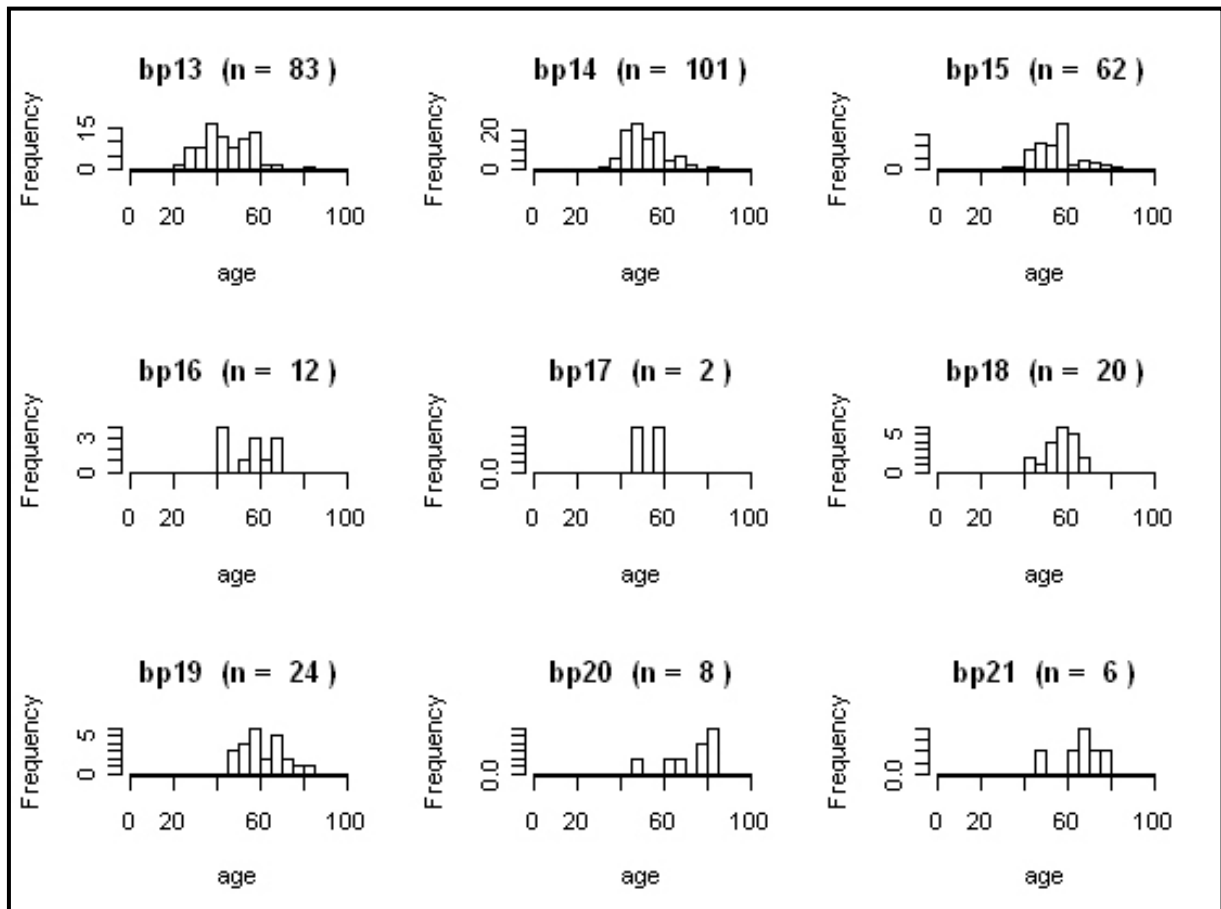 bp13 (n = 83 )
Frequency
0 15
0 20 60 100
age
bp14 (n = 101 )
Frequency
0 20
0 20 60 100
age
bp15 (n = 62 )
Frequency
0
0 20 60 100
age
bp16 (n = 12 )
Frequency
0 3
0 20 60 100
age
bp17 (n = 2 )
Frequency
0.0
0 20 60 100
age
bp18 (n = 20 )
Frequency
0 5
0 20 60 100
age
bp19 (n = 24 )
Frequency
0 5
0 20 60 100
age
bp20 (n = 8 )
Frequency
0.0
0 20 60 100
age
bp21 (n = 6 )
Frequency
0.0
0 20 60 100
age